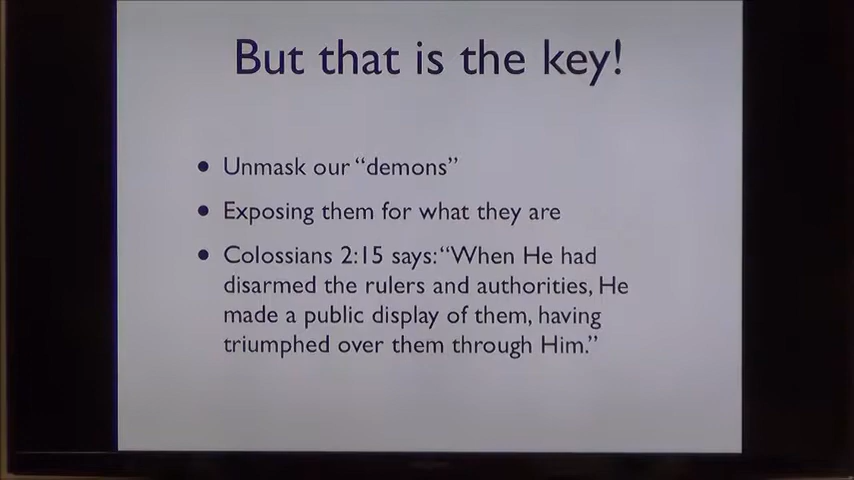 But that is the key!
• Unmask our “demons”
• Exposing them for what they are
• Colossians 2:15 says: “When He had
disarmed the rulers and authorities, He
made a public display of them, having
triumphed over them through Him.”